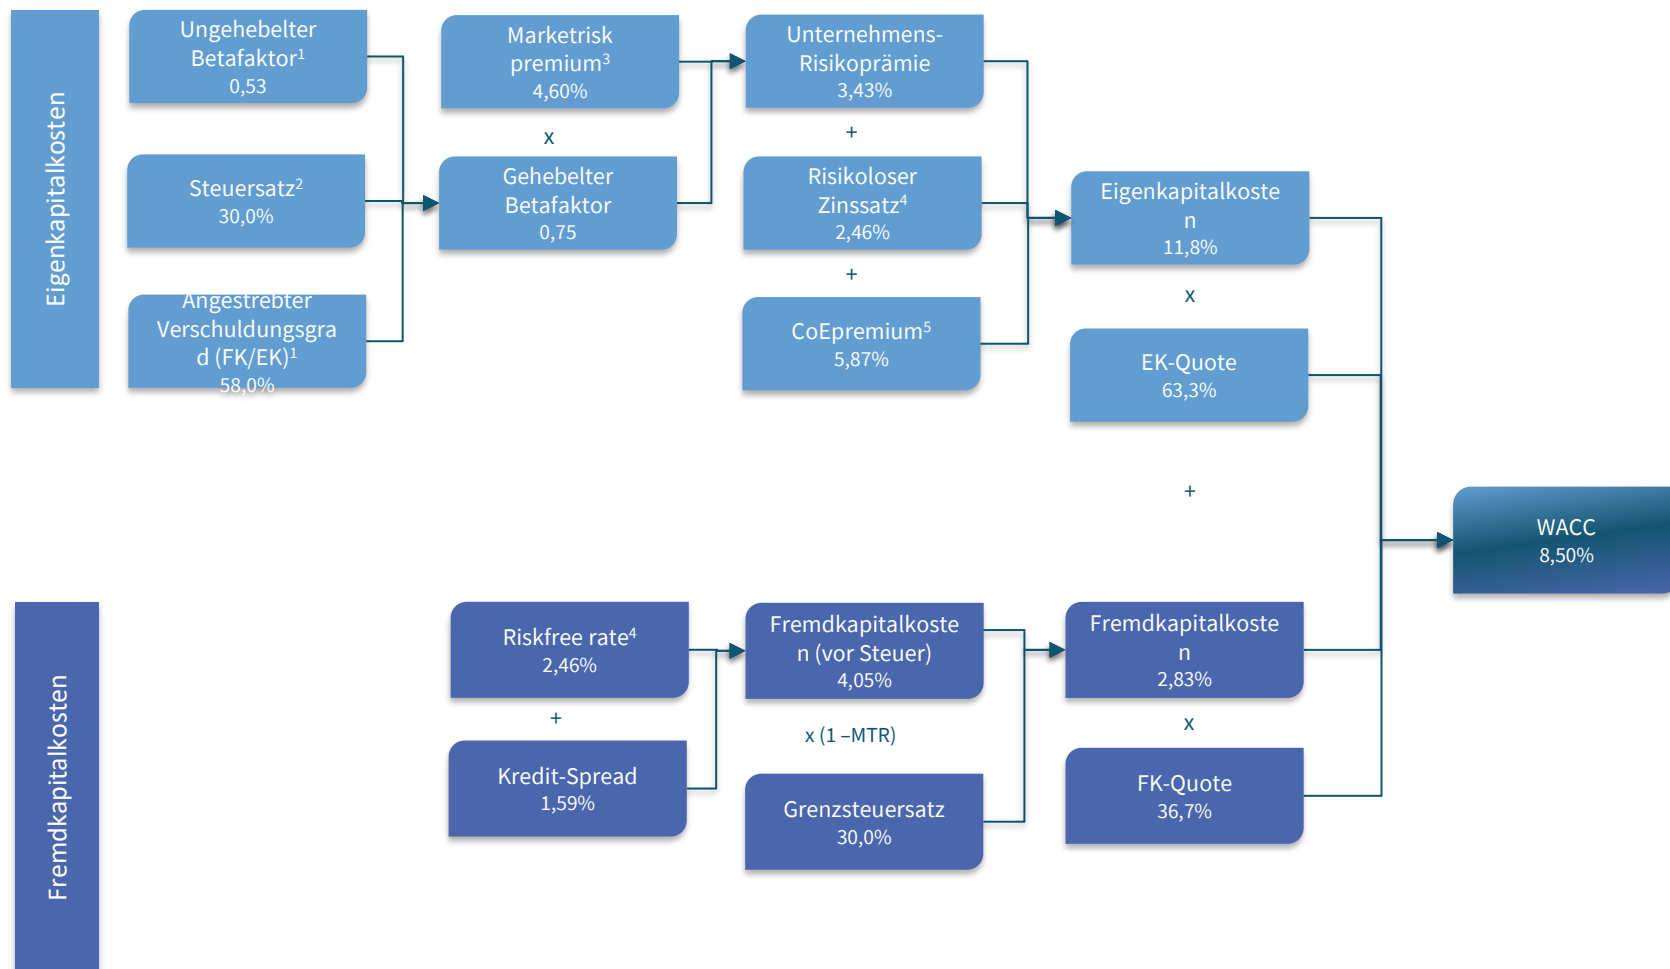 Eigenkapitalkosten
Ungehebelter
Betafaktor¹
0,53
Steuersatz²
30,0%
Angestrebter
Verschuldungsgra
d (FK/EK)¹
58,0%
Marketrisk
premium³
4,60%
x
Gehebelter
Betafaktor
0,75
Unternehmens-
Risikoprämie
3,43%
+
Risikoloser
Zinssatz⁴
2,46%
+
CoEpremium⁵
5,87%
Eigenkapitalkoste
n
11,8%
x
EK-Quote
63,3%
+
WACC
8,50%
Fremdkapitalkosten
Riskfree rate⁴
2,46%
+
Kredit-Spread
1,59%
Fremdkapitalkoste
n (vor Steuer)
4,05%
x (1 –MTR)
Grenzsteuersatz
30,0%
Fremdkapitalkoste
n
2,83%
x
FK-Quote
36,7%